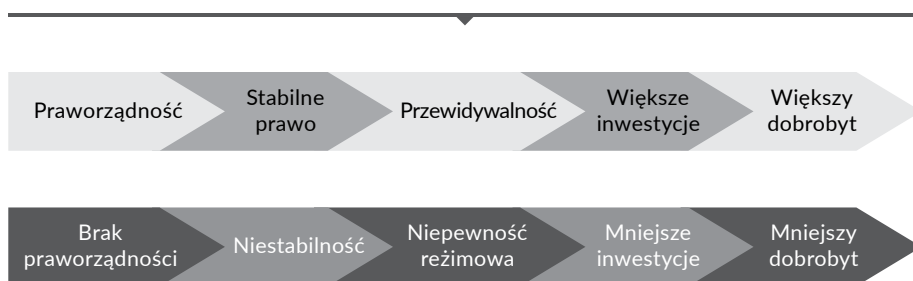 Praworządność
Stabilne
prawo
Przewidywalność
Większe
inwestycje
Większy
dobrobyt
Brak
praworządności
Niestabilność
Niepewność
reżimowa
Mniejsze
inwestycje
Mniejszy
dobrobyt